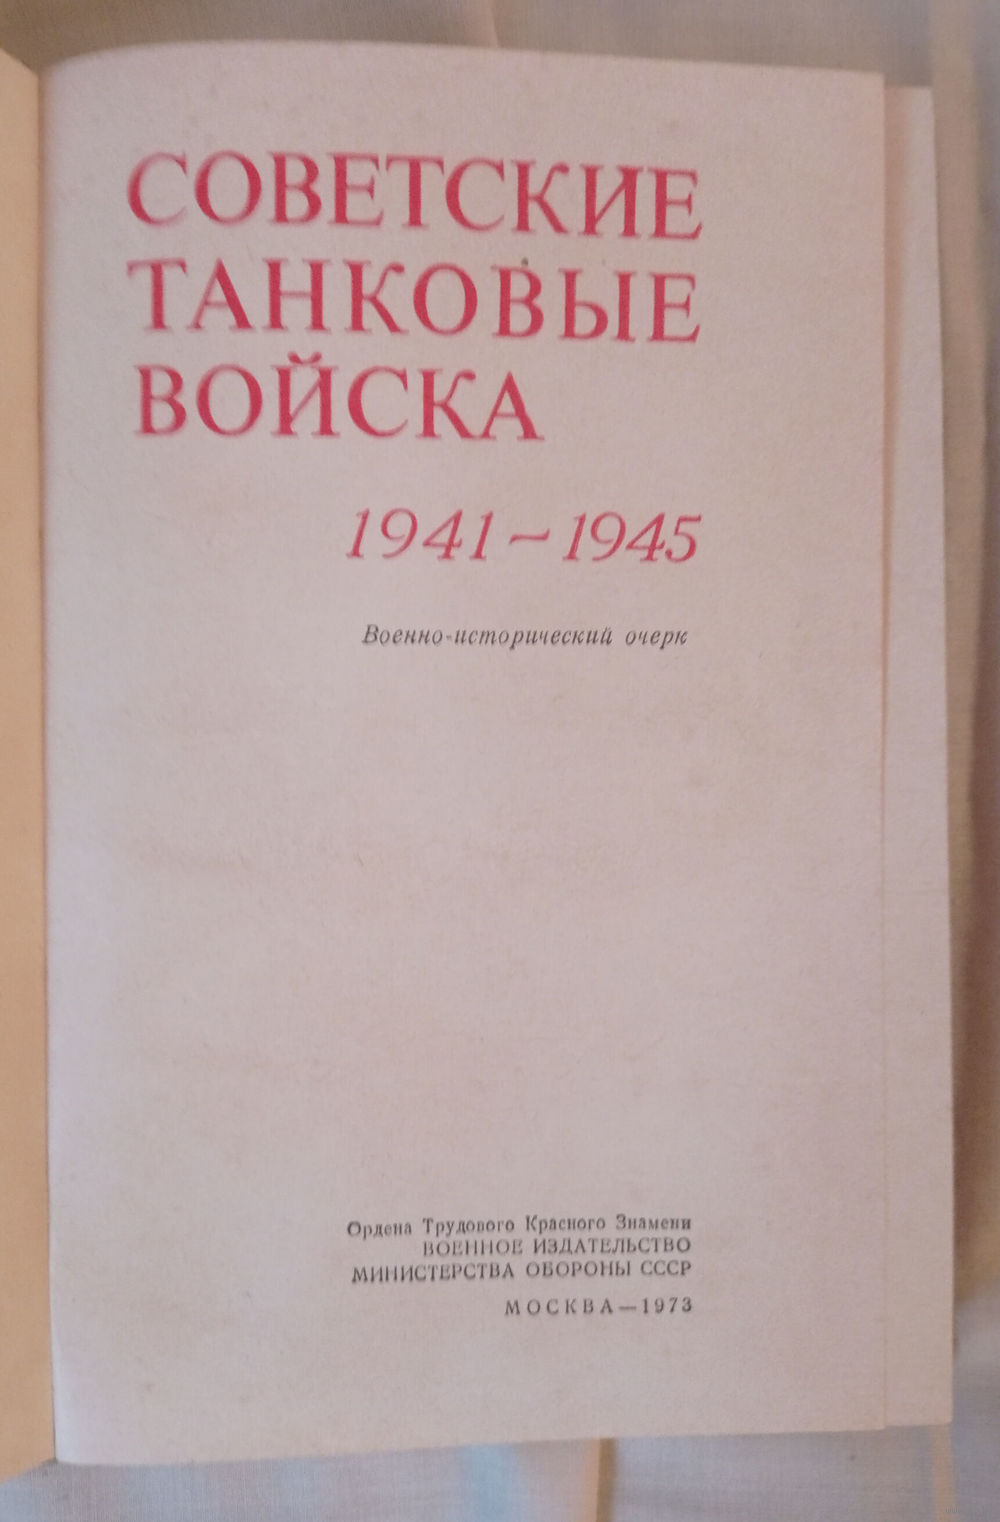 СОВЕТСКИЕ
ТАНКОВЫЕ
ВОЙСКА
1941–1945
Военно-исторический очерк
Ордена Трудового Красного Знамени
ВОЕННОЕ ИЗДАТЕЛЬСТВО
МИНИСТЕРСТВА ОБОРОНЫ СССР
МОСКВА—1973